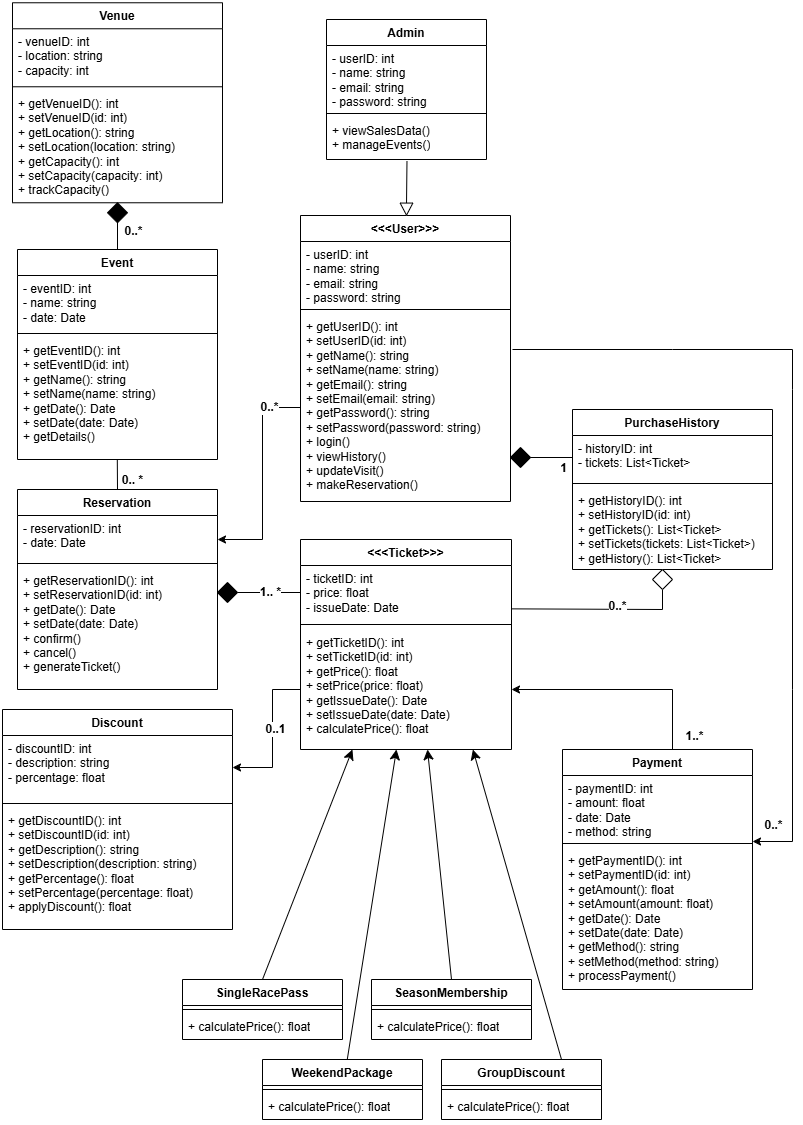 Venue
- venueID: int
- location: string
- capacity: int
+ getVenueID(): int
+ setVenueID(id: int)
+ getLocation(): string
+ setLocation(location: string)
+ getCapacity(): int
+ setCapacity(capacity: int)
+ trackCapacity()
0..*
Admin
- userID: int
- name: string
- email: string
- password: string
+ viewSalesData()
+ manageEvents()
Event
- eventID: int
- name: string
- date: Date
+ getEventID(): int
+ setEventID(id: int)
+ getName(): string
+ setName(name: string)
+ getDate(): Date
+ setDate(date: Date)
+ getDetails()
0.. *
<<<User>>>
- userID: int
- name: string
- email: string
- password: string
+ getUserID(): int
+ setUserID(id: int)
+ getName(): string
+ setName(name: string)
+ getEmail(): string
+ setEmail(email: string)
+ getPassword(): string
+ setPassword(password: string)
+ login()
+ viewHistory()
+ updateVisit()
+ makeReservation()
0..*
1
PurchaseHistory
- historyID: int
- tickets: List<Ticket>
+ getHistoryID(): int
+ setHistoryID(id: int)
+ getTickets(): List<Ticket>
+ setTickets(tickets: List<Ticket>)
+ getHistory(): List<Ticket>
0..*
Reservation
- reservationID: int
- date: Date
+ getReservationID(): int
+ setReservationID(id: int)
+ getDate(): Date
+ setDate(date: Date)
+ confirm()
+ cancel()
+ generateTicket()
1.. *
<<<Ticket>>>
- ticketID: int
- price: float
- issueDate: Date
+ getTicketID(): int
+ setTicketID(id: int)
+ getPrice(): float
+ setPrice(price: float)
+ getIssueDate(): Date
+ setIssueDate(date: Date)
+ calculatePrice(): float
0..1
1..*
0..*
Discount
- discountID: int
- description: string
- percentage: float
+ getDiscountID(): int
+ setDiscountID(id: int)
+ getDescription(): string
+ setDescription(description: string)
+ getPercentage(): float
+ setPercentage(percentage: float)
+ applyDiscount(): float
Payment
- paymentID: int
- amount: float
- date: Date
- method: string
+ getPaymentID(): int
+ setPaymentID(id: int)
+ getAmount(): float
+ setAmount(amount: float)
+ getDate(): Date
+ setDate(date: Date)
+ getMethod(): string
+ setMethod(method: string)
+ processPayment()
SingleRacePass
+ calculatePrice(): float
SeasonMembership
+ calculatePrice(): float
WeekendPackage
+ calculatePrice(): float
GroupDiscount
+ calculatePrice(): float